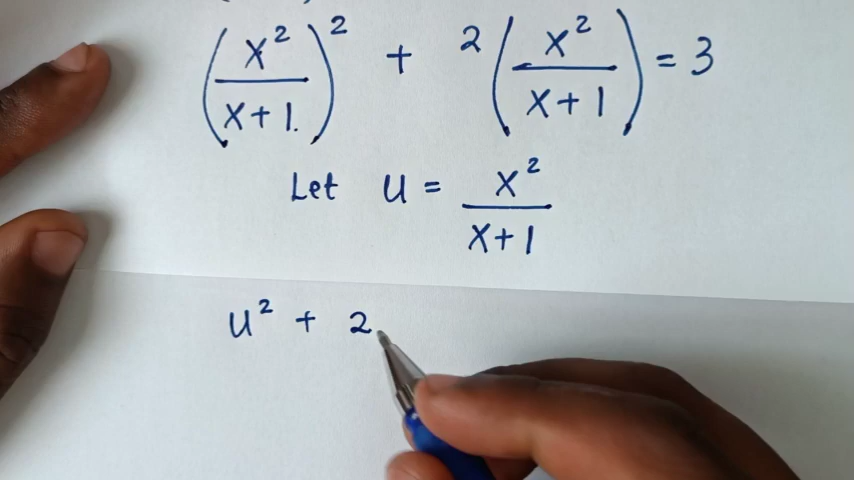 (x²/x+1.)² + 2(x²/x+1) = 3
Let u = x²/x+1
u² + 2